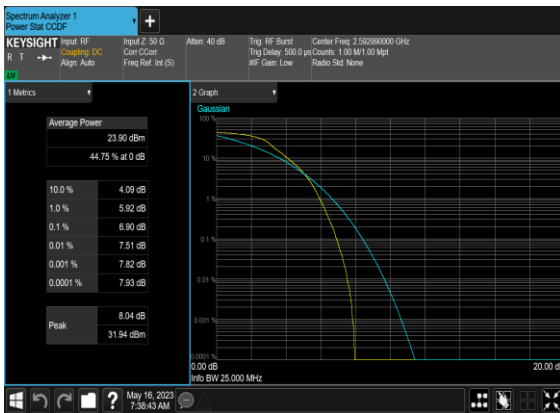 Spectrum Analyzer 1
Power Stat CCDF
+
KEYSIGHT Input: RF Input Z: 50 Ω Atten: 40 dB Trig: RF Burst Center Freq: 2.592990000 GHz
R T Coupling: DC Corr CCorr Trig Delay: 500.0 µs Counts: 1.00 M/1.00 Mpt
Align: Auto Freq Ref: Int (S) #IF Gain: Low Radio Std: None
LV
1 Metrics
2 Graph
Average Power
23.90 dBm
44.75 % at 0 dB
10.0 % 4.09 dB
1.0 % 5.92 dB
0.1 % 6.90 dB
0.01 % 7.51 dB
0.001 % 7.82 dB
0.0001 % 7.93 dB
Peak 8.04 dB
31.94 dBm
Gaussian
100 %
10 %
1 %
0.1 %
0.01 %
0.001 %
0.0001 %
0.00 dB 20.00 d
Info BW 25.000 MHz
? May 16, 2023
7:38:43 AM